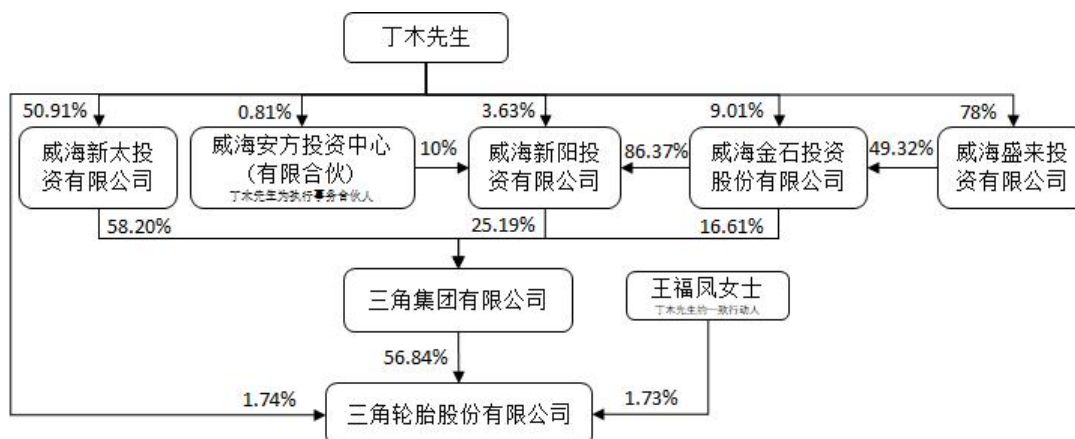 丁木先生
50.91%
0.81%
3.63%
9.01%
78%
威海新太投
资有限公司
威海安方投资中心
(有限合伙)
丁木先生为执行事务合伙人
10%
威海新阳投
资有限公司
86.37%
威海金石投资
股份有限公司
49.32%
威海盛来投
资有限公司
58.20%
25.19%
16.61%
三角集团有限公司
王福凤女士
丁木先生的一致行动人
56.84%
1.74%
三角轮胎股份有限公司
1.73%